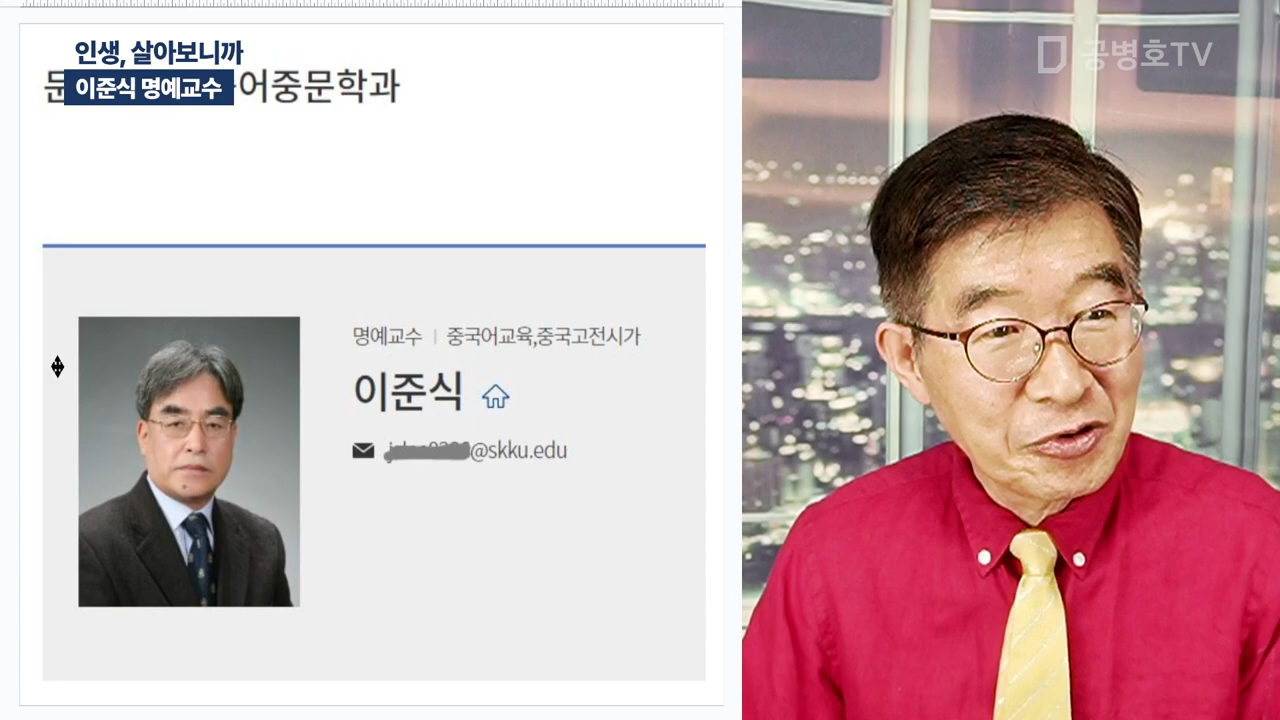 인생, 살아보니까
이준식 명예교수
어중문학과
명예교수 | 중국어교육,중국고전시가
이준식
@skku.edu
공병호TV